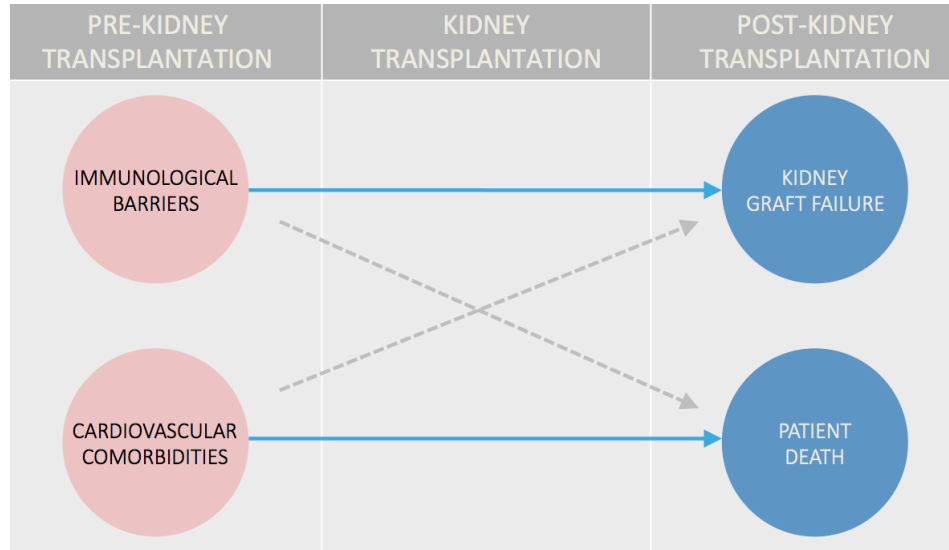 PRE-KIDNEY
TRANSPLANTATION
KIDNEY
TRANSPLANTATION
POST-KIDNEY
TRANSPLANTATION
IMMUNOLOGICAL
BARRIERS
KIDNEY
GRAFT FAILURE
CARDIOVASCULAR
COMORBIDITIES
PATIENT
DEATH